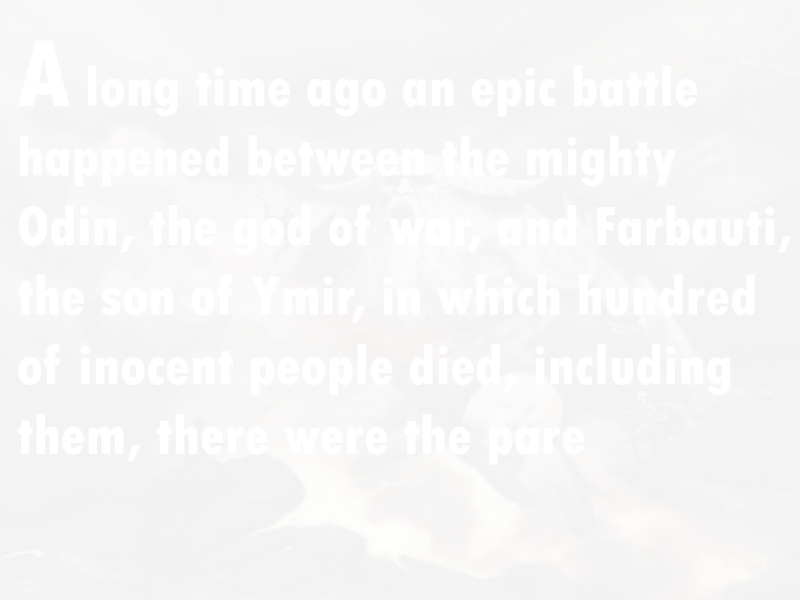 A long time ago an epic battle
happened between the mighty
Odin, the god of war, and Farbauti,
the son of Ymir, in which hundred
of inocent people died, including
them, there were the pare